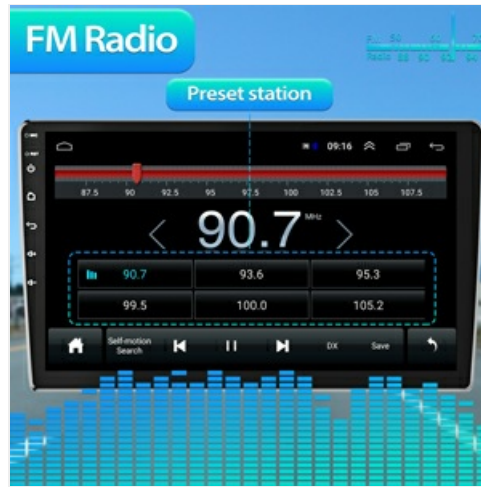 FM Radio
Preset station
09:16
87.5 90 92.5 95 97.5 100 102.5 105 107.5
90.7 MHz
90.7 93.6 95.3
99.5 100.0 105.2
Self-motion
Search
DX Save